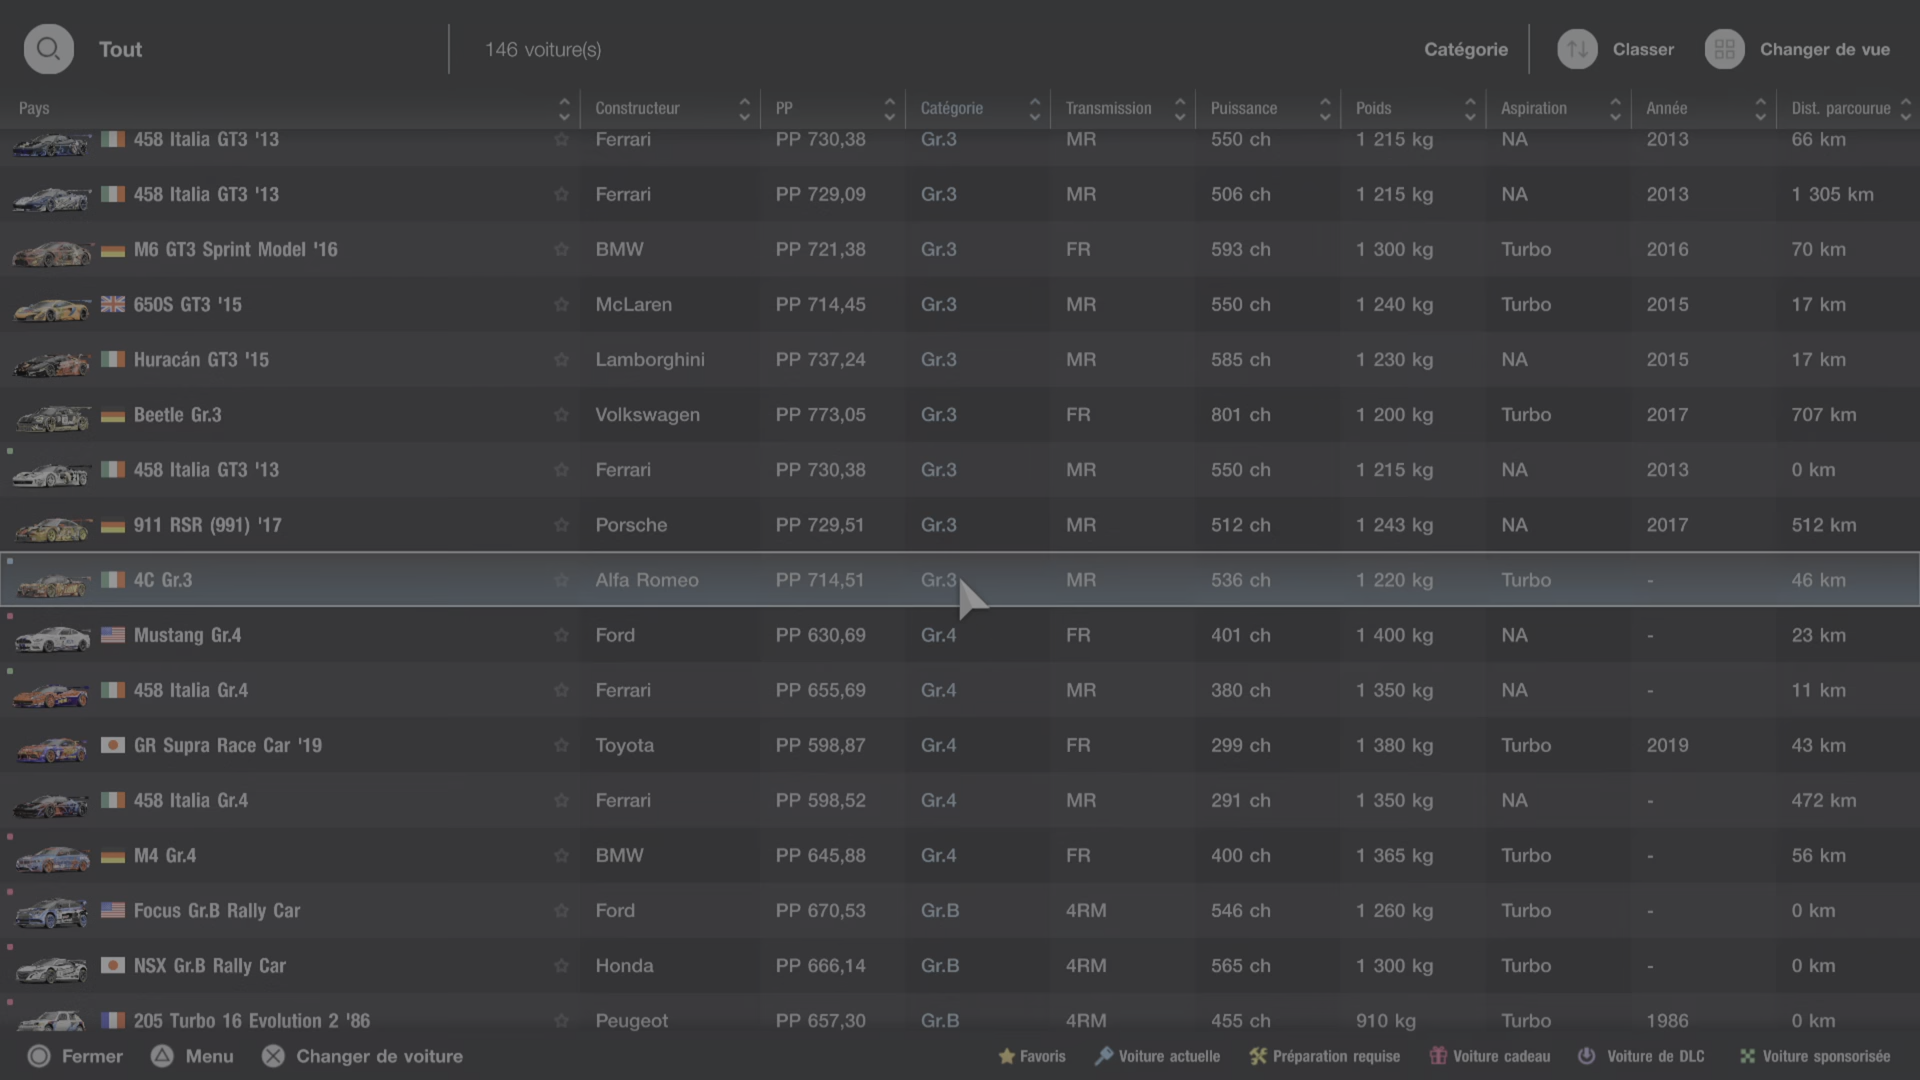 Tout 146 voiture(s) Catégorie Classer Changer de vue
Pays Constructeur PP Catégorie Transmission Puissance Poids Aspiration Année Dist. parcourue
458 Italia GT3 '13 Ferrari PP 730,38 Gr.3 MR 550 ch 1 215 kg NA 2013 66 km
458 Italia GT3 '13 Ferrari PP 729,09 Gr.3 MR 506 ch 1 215 kg NA 2013 1 305 km
M6 GT3 Sprint Model '16 BMW PP 721,38 Gr.3 FR 593 ch 1 300 kg Turbo 2016 70 km
650S GT3 '15 McLaren PP 714,45 Gr.3 MR 550 ch 1 240 kg Turbo 2015 17 km
Huracán GT3 '15 Lamborghini PP 737,24 Gr.3 MR 585 ch 1 230 kg NA 2015 17 km
Beetle Gr.3 Volkswagen PP 773,05 Gr.3 FR 801 ch 1 200 kg Turbo 2017 707 km
458 Italia GT3 '13 Ferrari PP 730,38 Gr.3 MR 550 ch 1 215 kg NA 2013 0 km
911 RSR (991) '17 Porsche PP 729,51 Gr.3 MR 512 ch 1 243 kg NA 2017 512 km
4C Gr.3 Alfa Romeo PP 714,51 Gr.3 MR 536 ch 1 220 kg Turbo - 46 km
Mustang Gr.4 Ford PP 630,69 Gr.4 FR 401 ch 1 400 kg NA - 23 km
458 Italia Gr.4 Ferrari PP 655,69 Gr.4 MR 380 ch 1 350 kg NA - 11 km
GR Supra Race Car '19 Toyota PP 598,87 Gr.4 FR 299 ch 1 380 kg Turbo 2019 43 km
458 Italia Gr.4 Ferrari PP 598,52 Gr.4 MR 291 ch 1 350 kg NA - 472 km
M4 Gr.4 BMW PP 645,88 Gr.4 FR 400 ch 1 365 kg Turbo - 56 km
Focus Gr.B Rally Car Ford PP 670,53 Gr.B 4RM 546 ch 1 260 kg Turbo - 0 km
NSX Gr.B Rally Car Honda PP 666,14 Gr.B 4RM 565 ch 1 300 kg Turbo - 0 km
205 Turbo 16 Evolution 2 '86 Peugeot PP 657,30 Gr.B 4RM 455 ch 910 kg Turbo 1986 0 km
Fermer Menu Changer de voiture Favoris Voiture actuelle Préparation requise Voiture cadeau Voiture de DLC Voiture sponsorisée